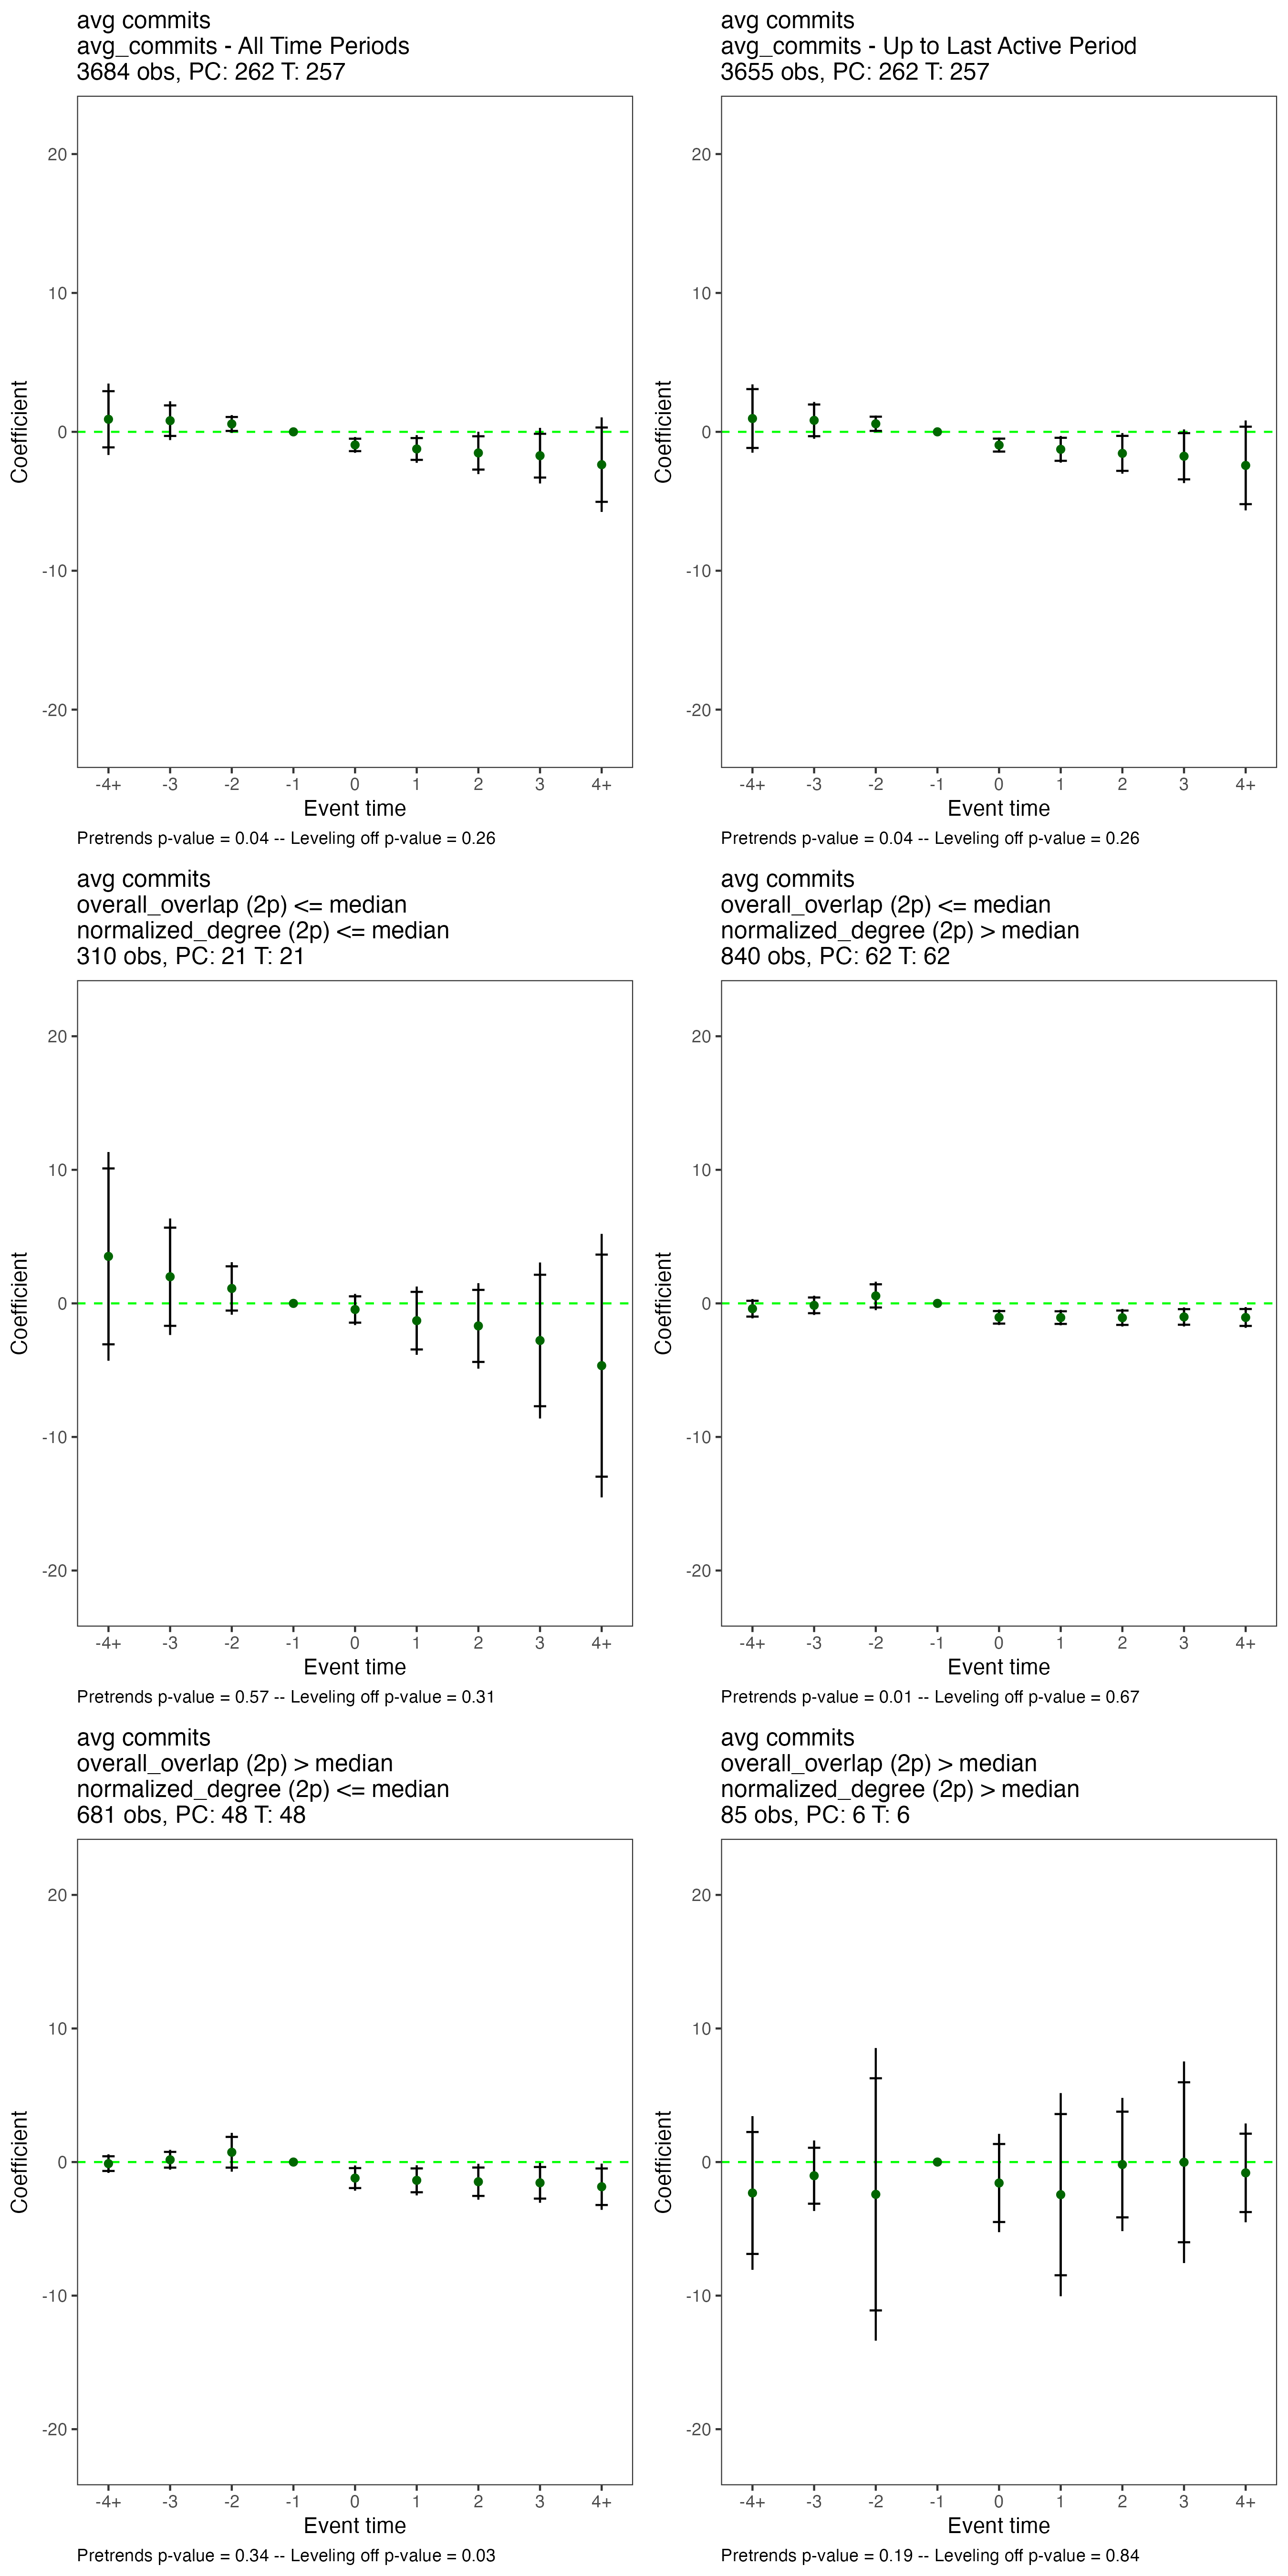 avg commits
avg_commits - All Time Periods
3684 obs, PC: 262 T: 257
20
10
0
-10
-20
Coefficient
-4+ -3 -2 -1 0 1 2 3 4+
Event time
Pretrends p-value = 0.04 -- Leveling off p-value = 0.26
avg commits
avg_commits - Up to Last Active Period
3655 obs, PC: 262 T: 257
20
10
0
-10
-20
Coefficient
-4+ -3 -2 -1 0 1 2 3 4+
Event time
Pretrends p-value = 0.04 -- Leveling off p-value = 0.26
avg commits
overall_overlap (2p) <= median
normalized_degree (2p) <= median
310 obs, PC: 21 T: 21
20
10
0
-10
-20
Coefficient
-4+ -3 -2 -1 0 1 2 3 4+
Event time
Pretrends p-value = 0.57 -- Leveling off p-value = 0.31
avg commits
overall_overlap (2p) <= median
normalized_degree (2p) > median
840 obs, PC: 62 T: 62
20
10
0
-10
-20
Coefficient
-4+ -3 -2 -1 0 1 2 3 4+
Event time
Pretrends p-value = 0.01 -- Leveling off p-value = 0.67
avg commits
overall_overlap (2p) > median
normalized_degree (2p) <= median
681 obs, PC: 48 T: 48
20
10
0
-10
-20
Coefficient
-4+ -3 -2 -1 0 1 2 3 4+
Event time
Pretrends p-value = 0.34 -- Leveling off p-value = 0.03
avg commits
overall_overlap (2p) > median
normalized_degree (2p) > median
85 obs, PC: 6 T: 6
20
10
0
-10
-20
Coefficient
-4+ -3 -2 -1 0 1 2 3 4+
Event time
Pretrends p-value = 0.19 -- Leveling off p-value = 0.84